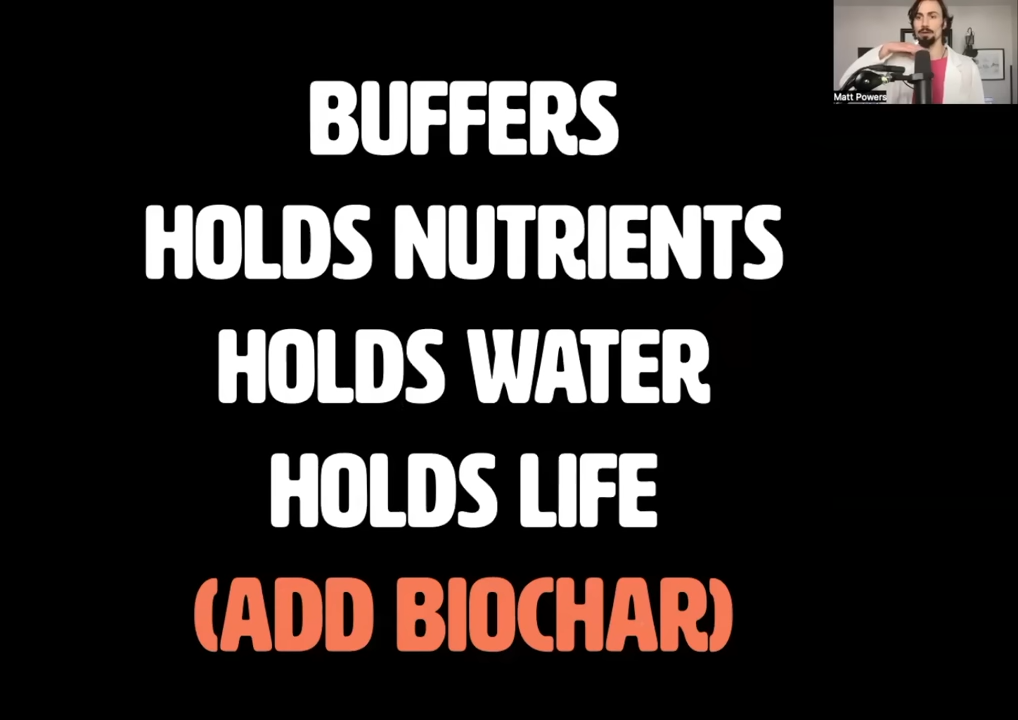 Matt Powers
BUFFERS
HOLDS NUTRIENTS
HOLDS WATER
HOLDS LIFE
(ADD BIOCHAR)